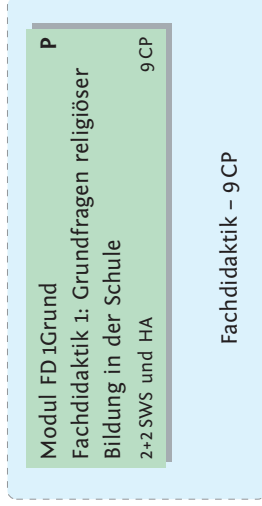 Modul FD 1Grund P
Fachdidaktik 1: Grundfragen religiöser
Bildung in der Schule
2+2 SWS und HA 9 CP
Fachdidaktik – 9 CP